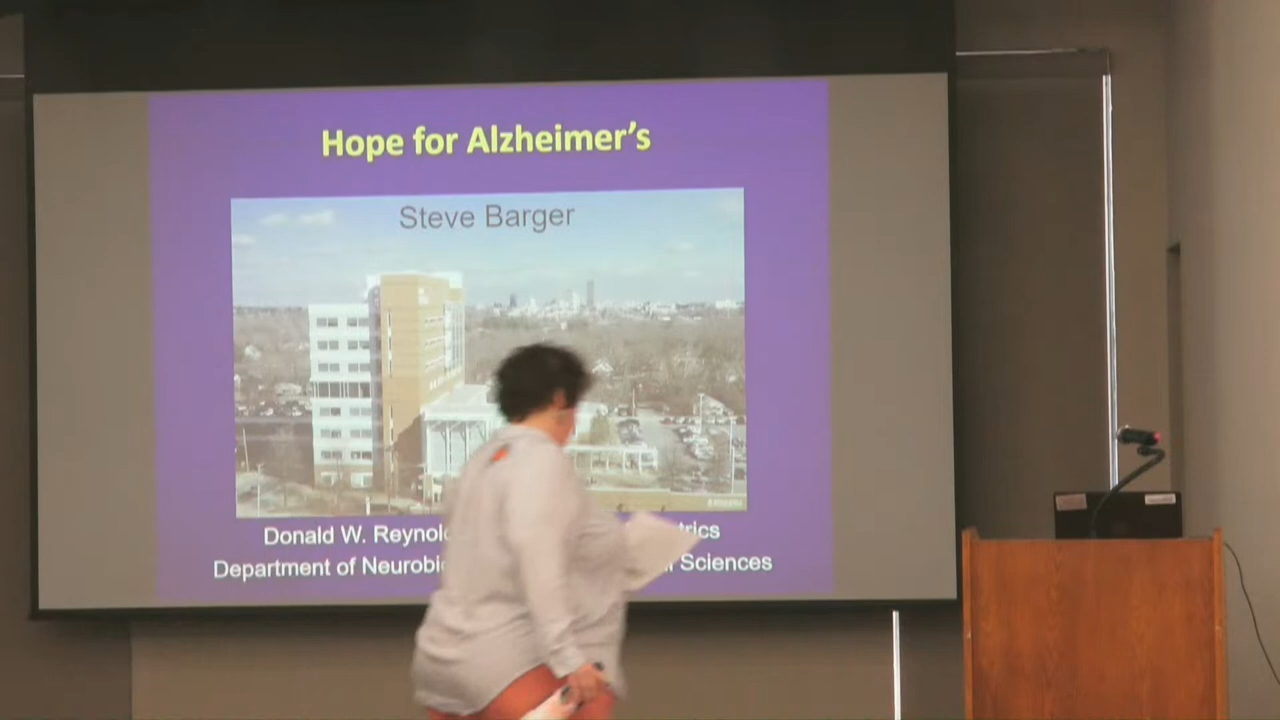 Hope for Alzheimer's
Steve Barger
Donald W. Reynol trics
Department of Neurobi l Sciences